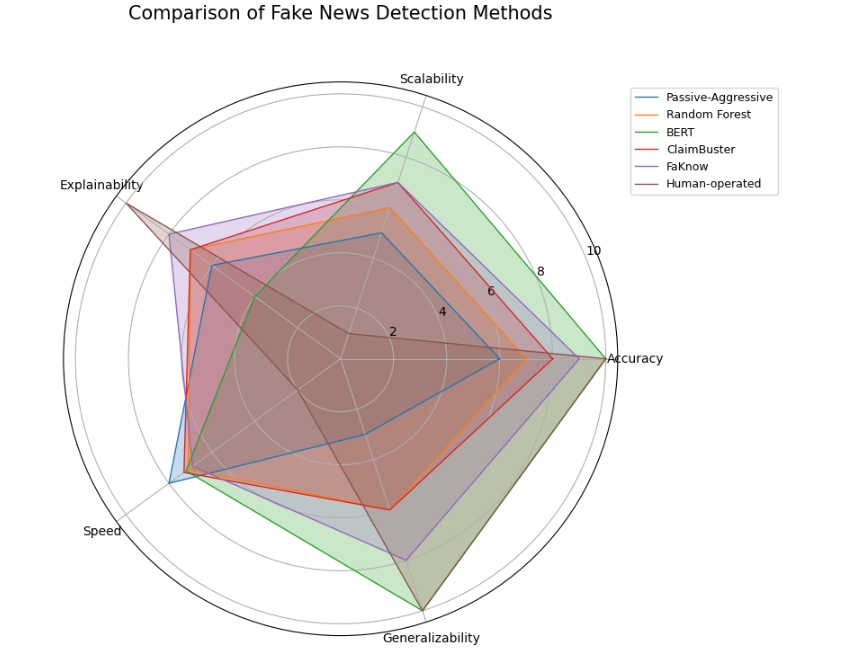 Comparison of Fake News Detection Methods
Scalability
Passive-Aggressive
Random Forest
BERT
ClaimBuster
FaKnow
Human-operated
Explainability
10
8
6
4
2
Accuracy
Speed
Generalizability